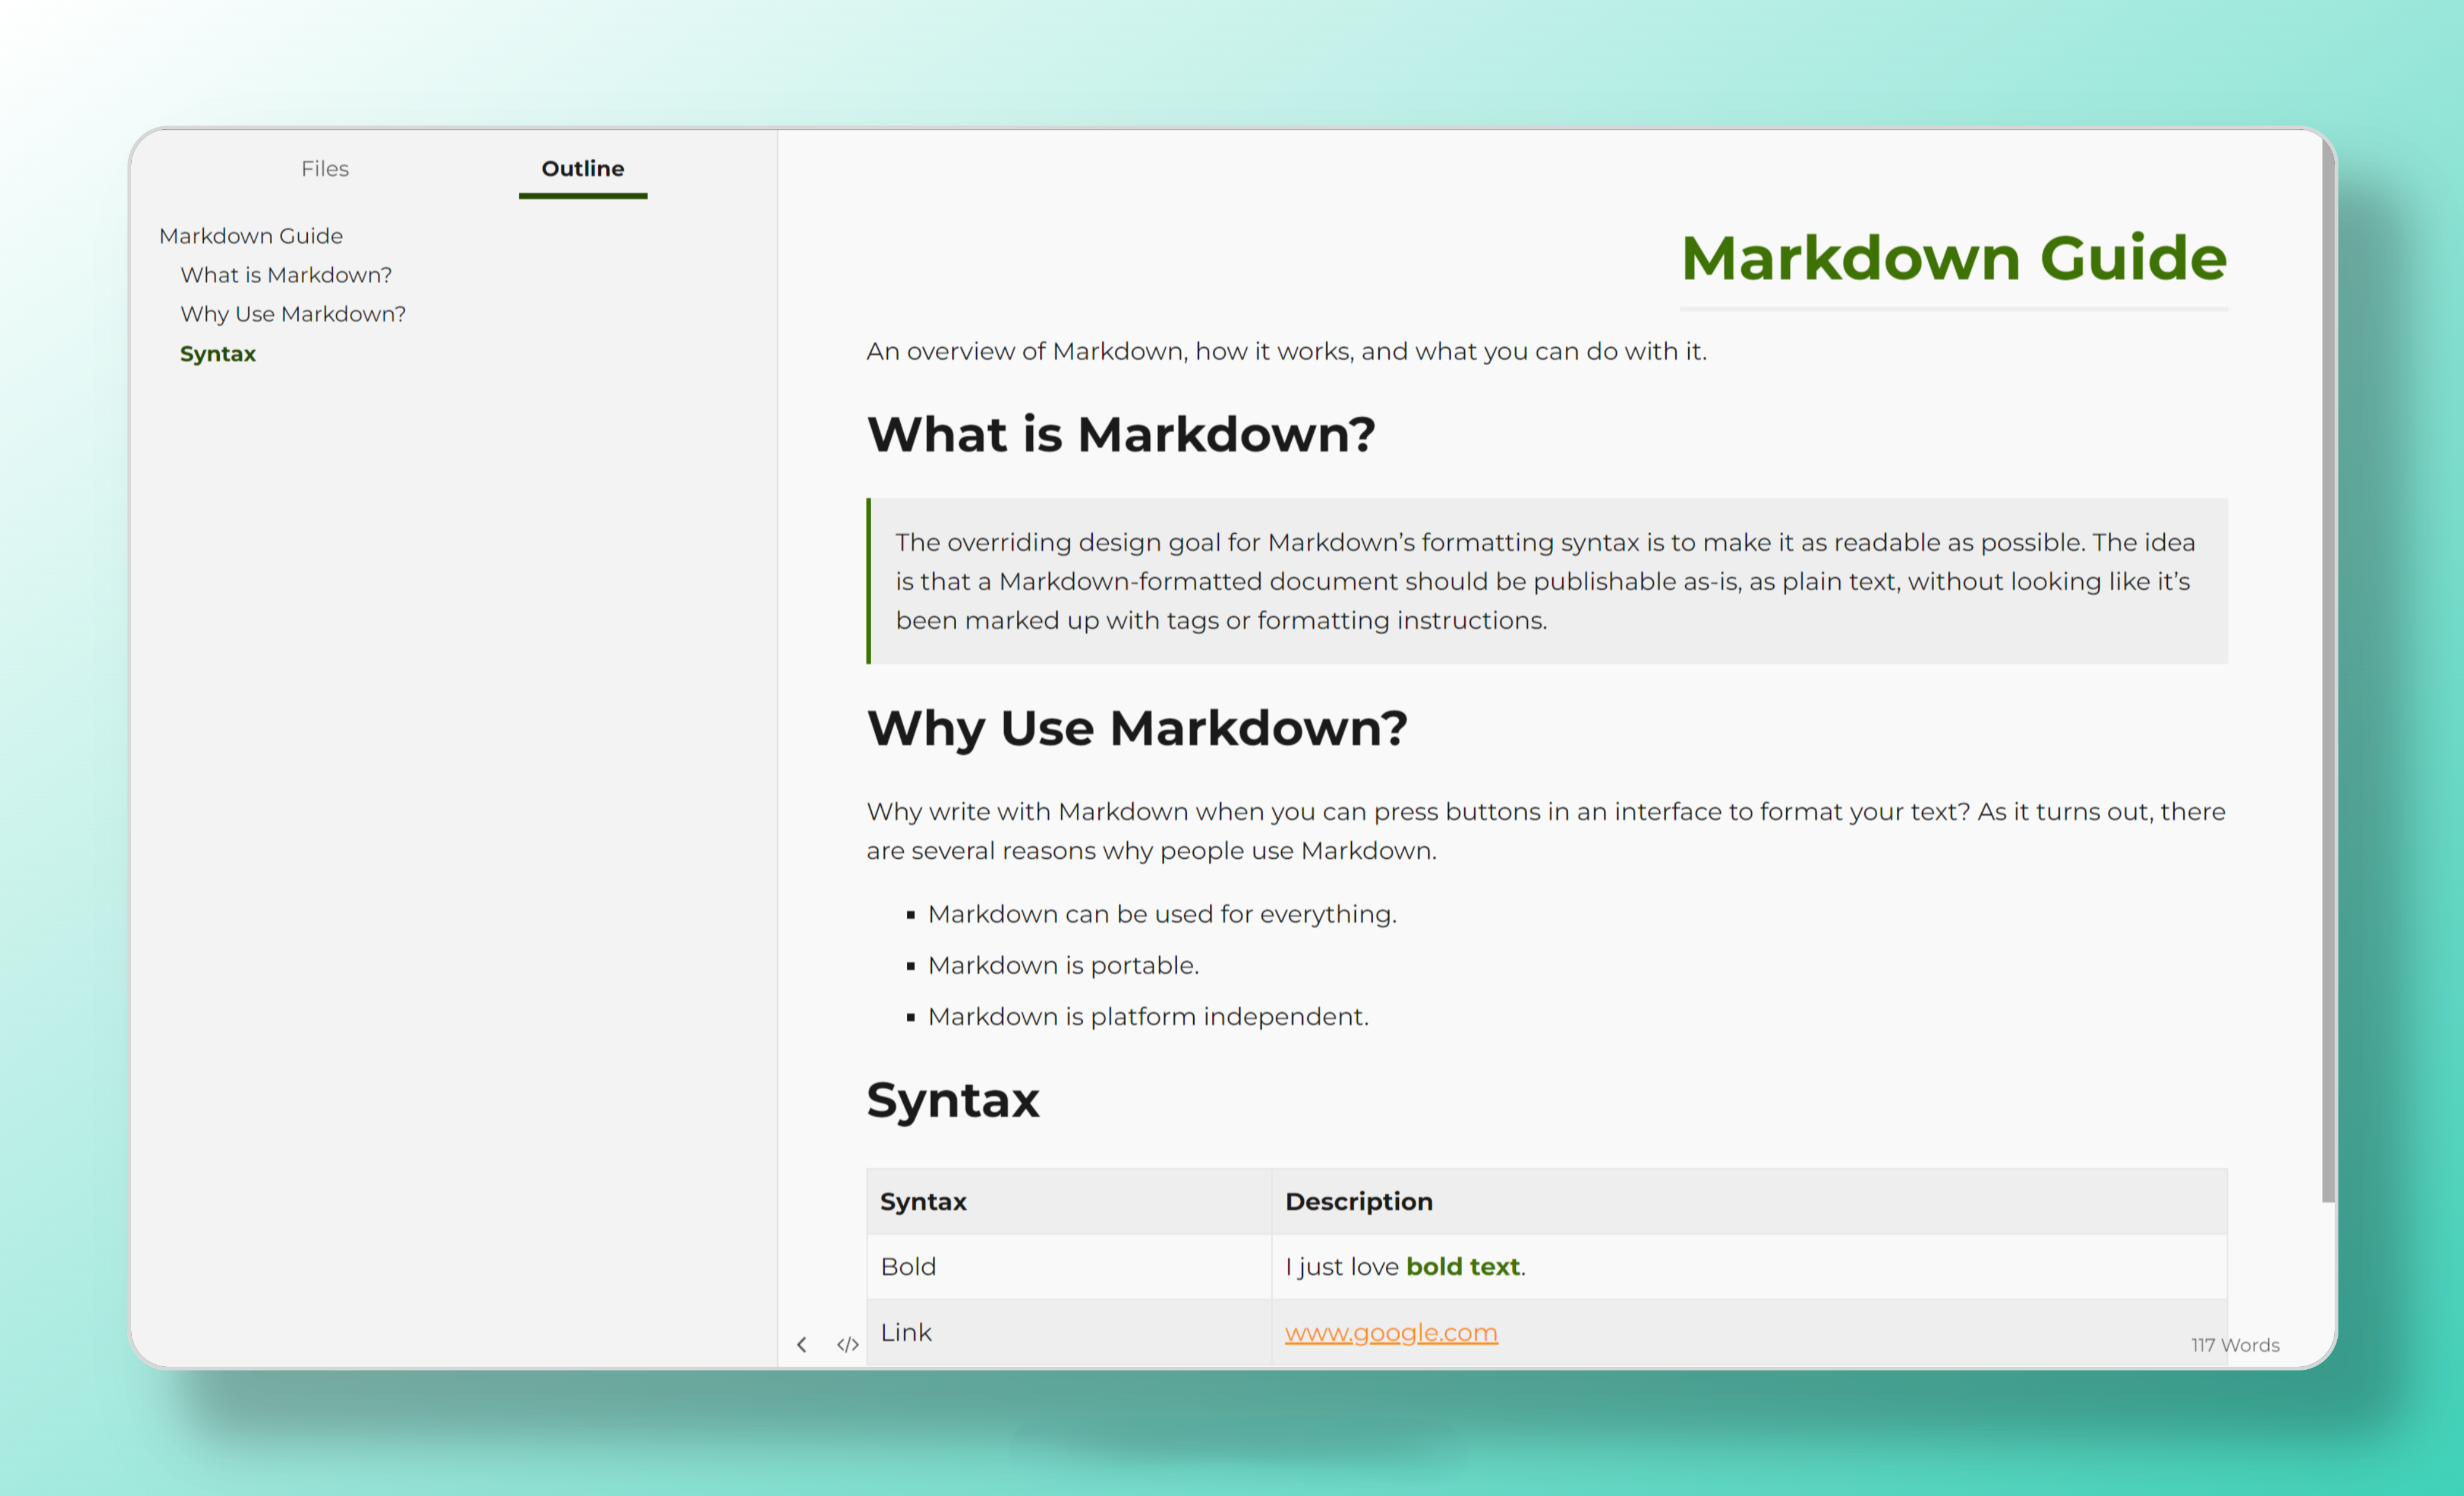 Files
Outline
Markdown Guide
What is Markdown?
Why Use Markdown?
Syntax
Markdown Guide
An overview of Markdown, how it works, and what you can do with it.
What is Markdown?
The overriding design goal for Markdown’s formatting syntax is to make it as readable as possible. The idea
is that a Markdown-formatted document should be publishable as-is, as plain text, without looking like it’s
been marked up with tags or formatting instructions.
Why Use Markdown?
Why write with Markdown when you can press buttons in an interface to format your text? As it turns out, there
are several reasons why people use Markdown.
▪ Markdown can be used for everything.
▪ Markdown is portable.
▪ Markdown is platform independent.
Syntax
Syntax Description
Bold I just love bold text.
Link www.google.com
117 Words